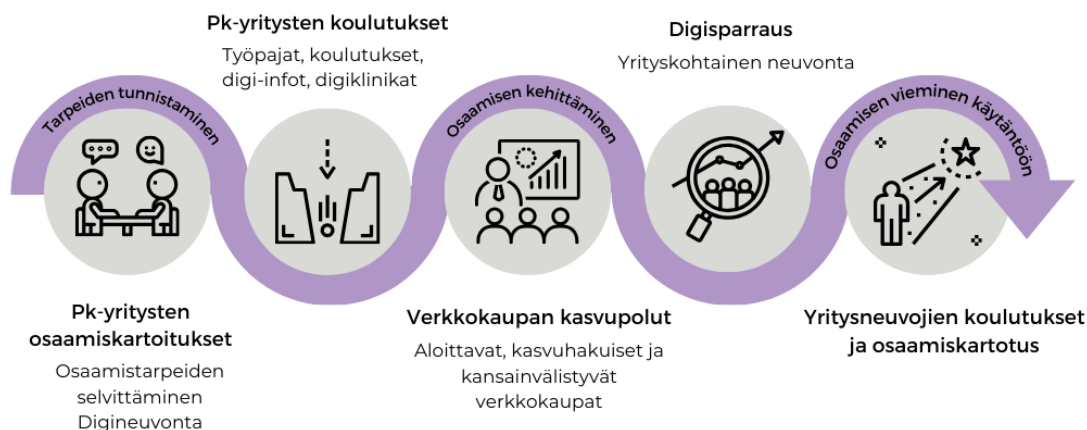 Tarpeiden tunnistaminen
Pk-yritysten
osaamiskartoitukset
Osaamistarpeiden
selvittäminen
Digineuvonta
Pk-yritysten koulutukset
Työpajat, koulutukset,
digi-infot, digiklinikat
Osaamisen kehittäminen
Verkkokaupan kasvupolut
Aloittavat, kasvuhakuiset ja
kansainvälistyvät
verkkokaupat
Digisparraus
Yrityskohtainen neuvonta
Osaamisen vieminen käytäntöön
Yritysneuvojien koulutukset
ja osaamiskartotus